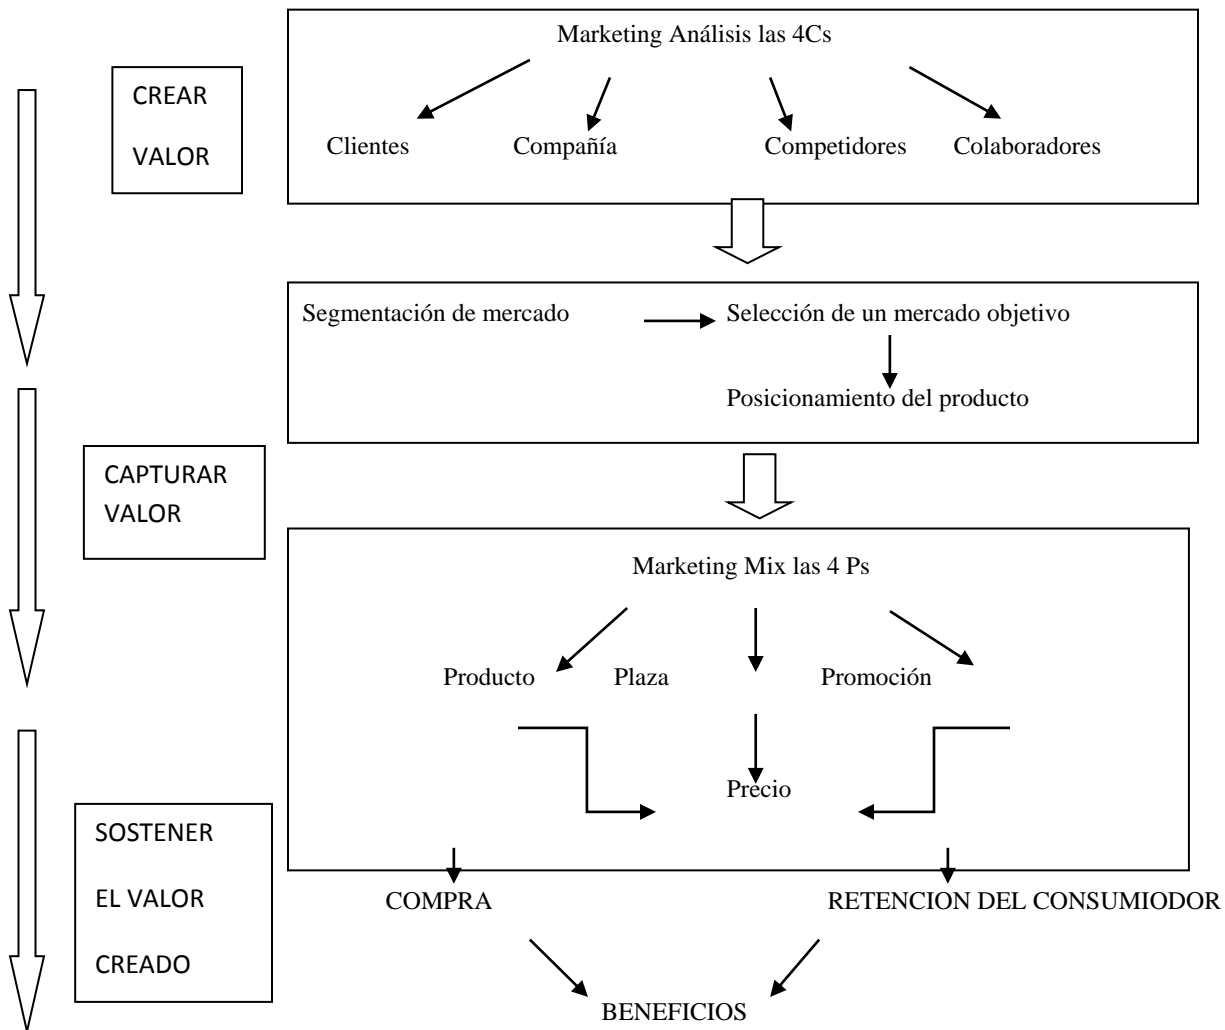 Marketing Análisis las 4Cs
CREAR
VALOR
Clientes Compañía Competidores Colaboradores
Segmentación de mercado Selección de un mercado objetivo
Posicionamiento del producto
CAPTURAR
VALOR
Marketing Mix las 4 Ps
Producto Plaza Promoción
Precio
SOSTENER
EL VALOR
CREADO
COMPRA RETENCION DEL CONSUMIODOR
BENEFICIOS